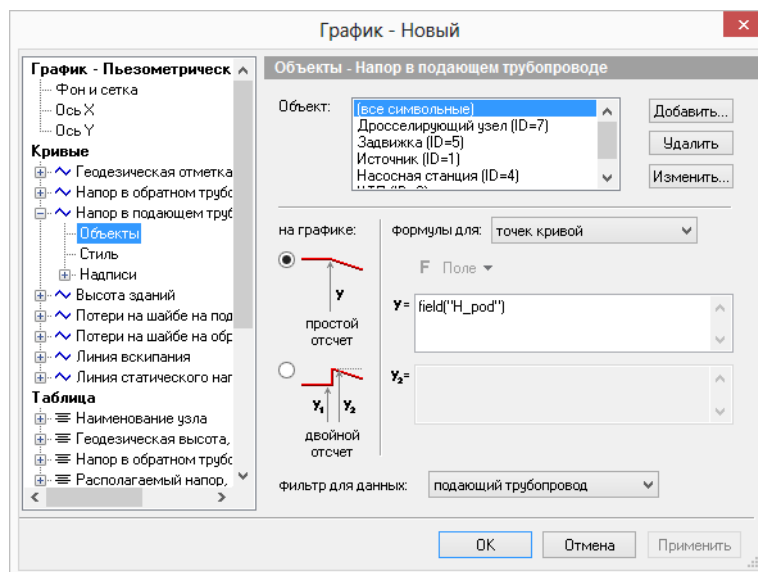 График - Новый
График - Пьезометрическ
Фон и сетка
Ось X
Ось Y
Кривые
Геодезическая отметка
Напор в обратном трубо
Напор в подающем труб
Объекты
Стиль
Надписи
Высота зданий
Потери на шайбе на под
Потери на шайбе на обр
Линия вскипания
Линия статического наг
Таблица
Наименование узла
Геодезическая высота,
Напор в обратном трубо
Располагаемый напор,
Объекты - Напор в подающем трубопроводе
Объект:
(все символьные)
Дросселирующий узел (ID=7)
Задвижка (ID=5)
Источник (ID=1)
Насосная станция (ID=4)
Добавить...
Удалить
Изменить...
на графике:
Y
простой
отсчет
Y₁ Y₂
двойной
отсчет
формулы для: точек кривой
F Поле
Y= field("H_pod")
Y₂=
фильтр для данных: подающий трубопровод
OK
Отмена
Применить